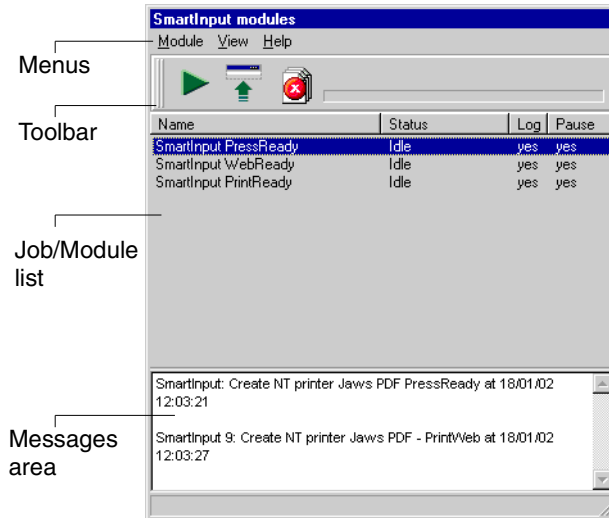 SmartInput modules
Module View Help
Menus
Toolbar
Name Status Log Pause
SmartInput PressReady Idle yes yes
SmartInput WebReady Idle yes yes
SmartInput PrintReady Idle yes yes
Job/Module
list
SmartInput: Create NT printer Jaws PDF PressReady at 18/01/02
12:03:21
SmartInput 9: Create NT printer Jaws PDF - PrintWeb at 18/01/02
12:03:27
Messages
area